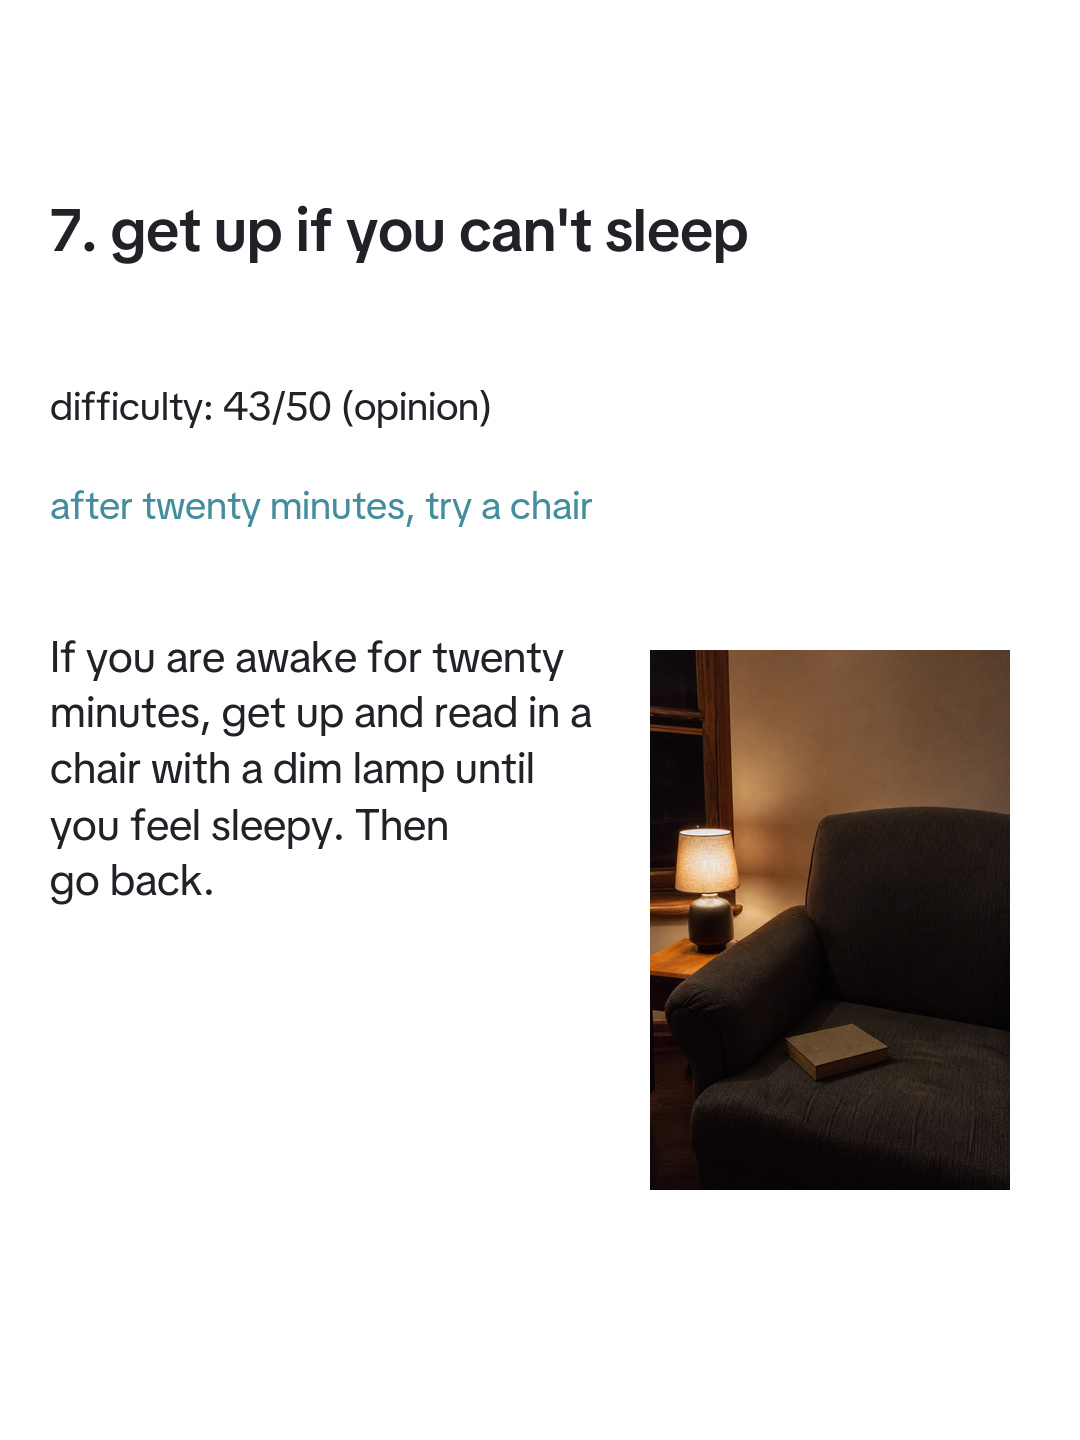 7. get up if you can't sleep
difficulty: 43/50 (opinion)
after twenty minutes, try a chair
If you are awake for twenty
minutes, get up and read in a
chair with a dim lamp until
you feel sleepy. Then
go back.